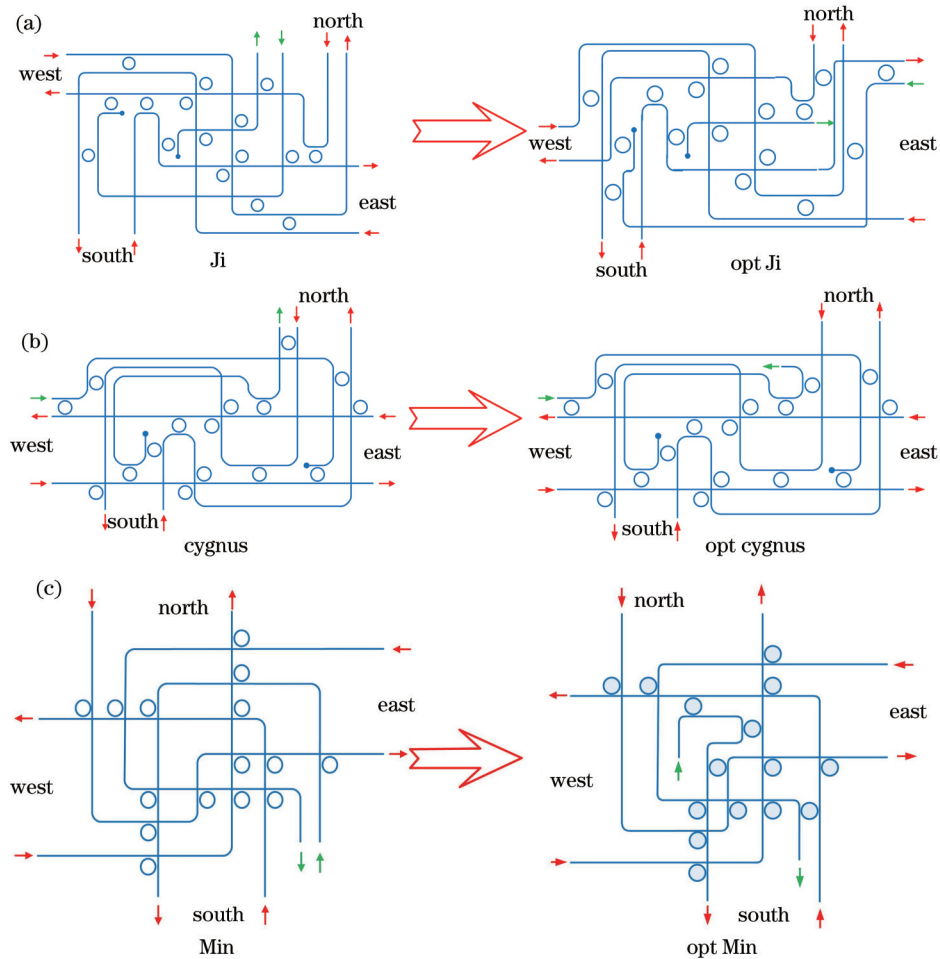 (a)
north
north
west
west
east
east
south
south
Ji
opt Ji
(b)
north
north
west
east
west
east
south
south
cygnus
opt cygnus
(c)
north
north
east
east
west
west
south
south
Min
opt Min